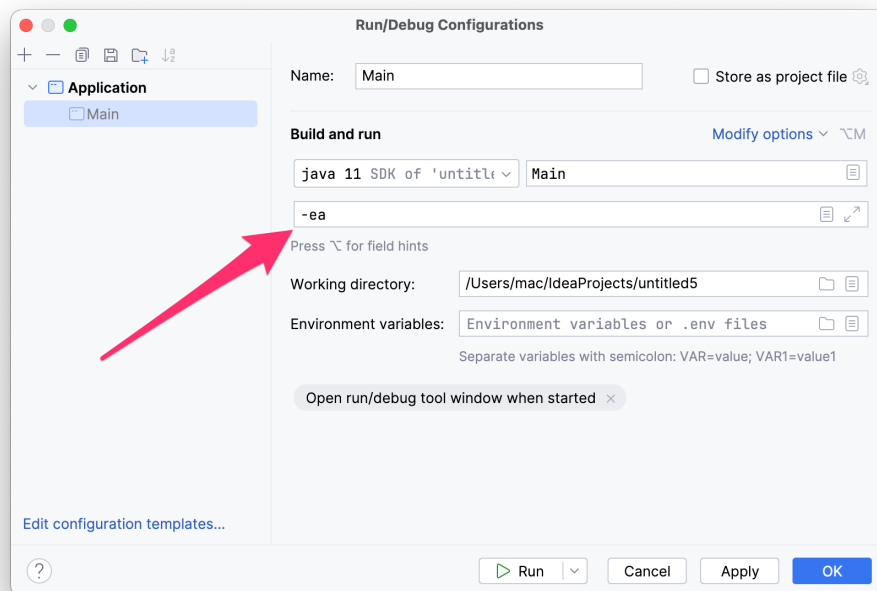 Run/Debug Configurations
Application
Main
Name:
Main
Store as project file
Build and run
Modify options
⌥M
java 11 SDK of 'untitle
Main
-ea
Press ⌥ for field hints
Working directory:
/Users/mac/IdeaProjects/untitled5
Environment variables:
Environment variables or .env files
Separate variables with semicolon: VAR=value; VAR1=value1
Open run/debug tool window when started
Edit configuration templates...
?
Run
Cancel
Apply
OK